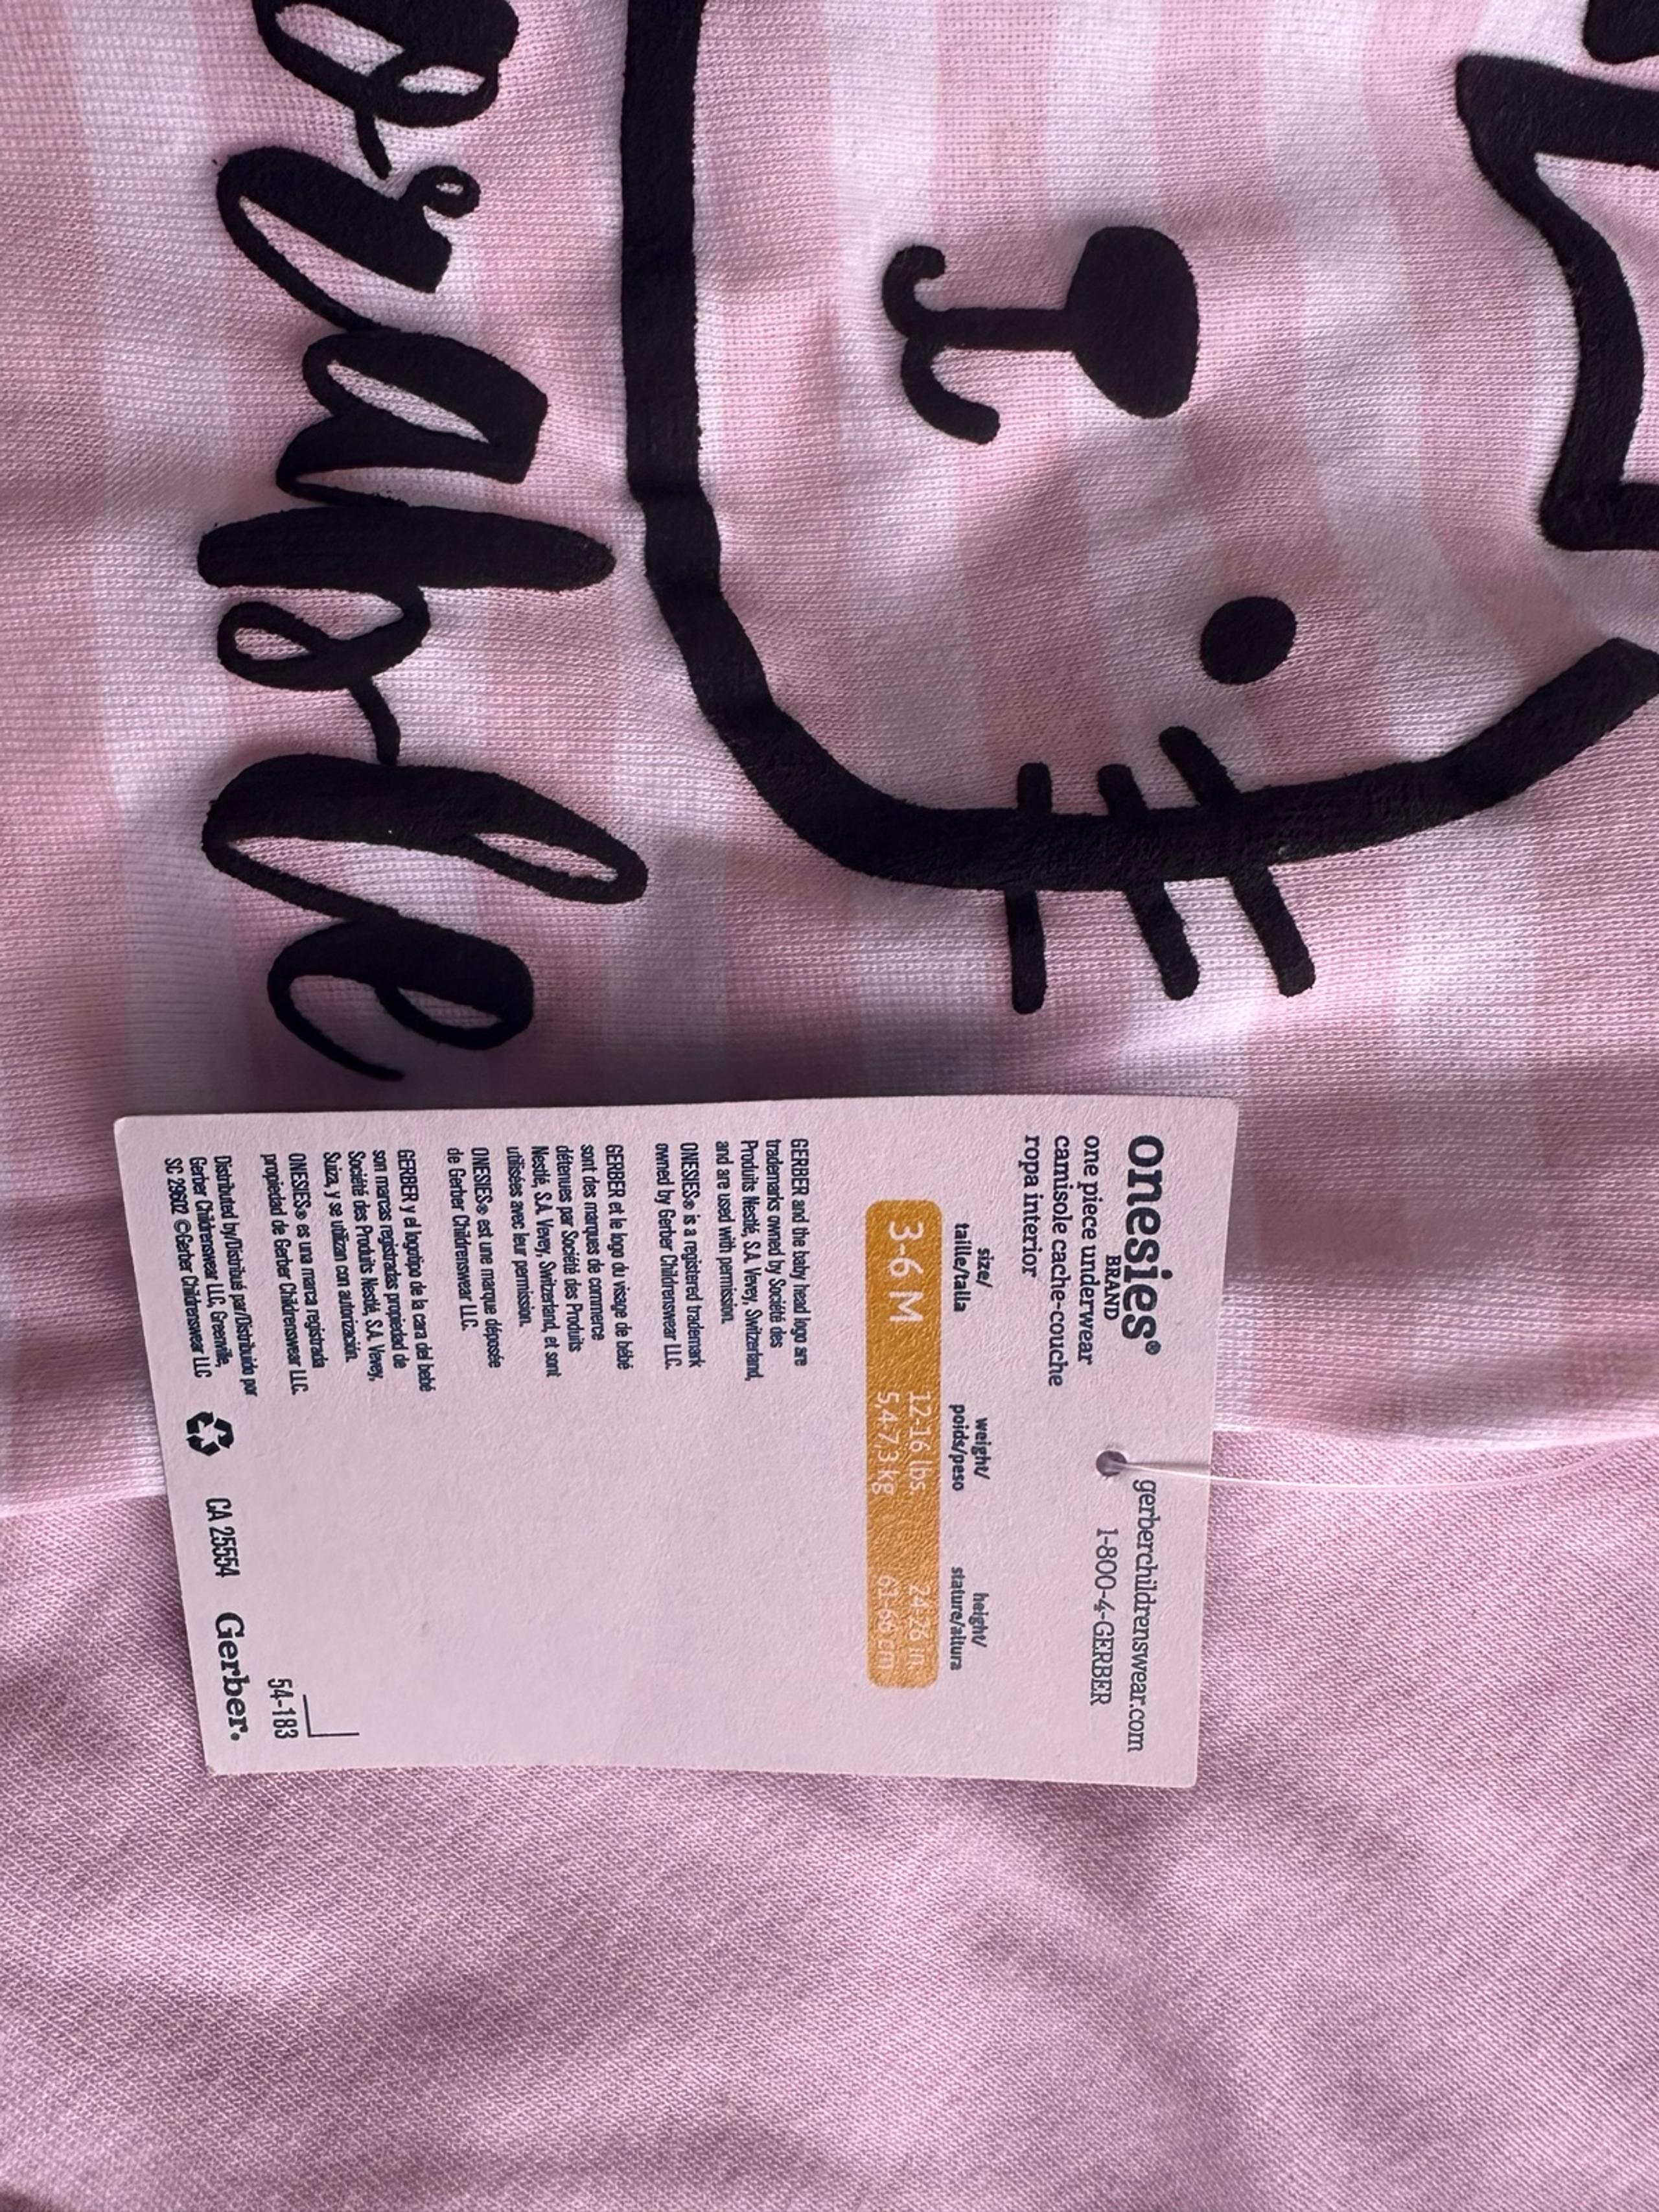 orable
onesies®
BRAND
one piece underwear
camisole cache-couche
ropa interior
gerberchildrenswear.com
1-800-4-GERBER
size/
taille/talla
weight/
poids/peso
height/
stature/altura
3-6 M
12-16 lbs.
5,4-7,3 kg
24-26 in.
61-66 cm
GERBER and the baby head logo are
trademarks owned by Société des
Produits Nestlé, S.A. Vevey, Switzerland,
and are used with permission.
ONESIES® is a registered trademark
owned by Gerber Childrenswear LLC.
GERBER et le logo du visage de bébé
sont des marques de commerce
détenues par Société des Produits
Nestlé, S.A. Vevey, Switzerland, et sont
utilisées avec leur permission.
ONESIES® est une marque déposée
de Gerber Childrenswear LLC.
GERBER y el logotipo de la cara del bebé
son marcas registradas propiedad de
Société des Produits Nestlé, S.A. Vevey,
Suiza, y se utilizan con autorización.
ONESIES® es una marca registrada
propiedad de Gerber Childrenswear LLC.
Distributed by/Distribué par/Distribuido por
Gerber Childrenswear LLC, Greenville,
SC 29602 ©Gerber Childrenswear LLC
CA 25554
54-183
Gerber.